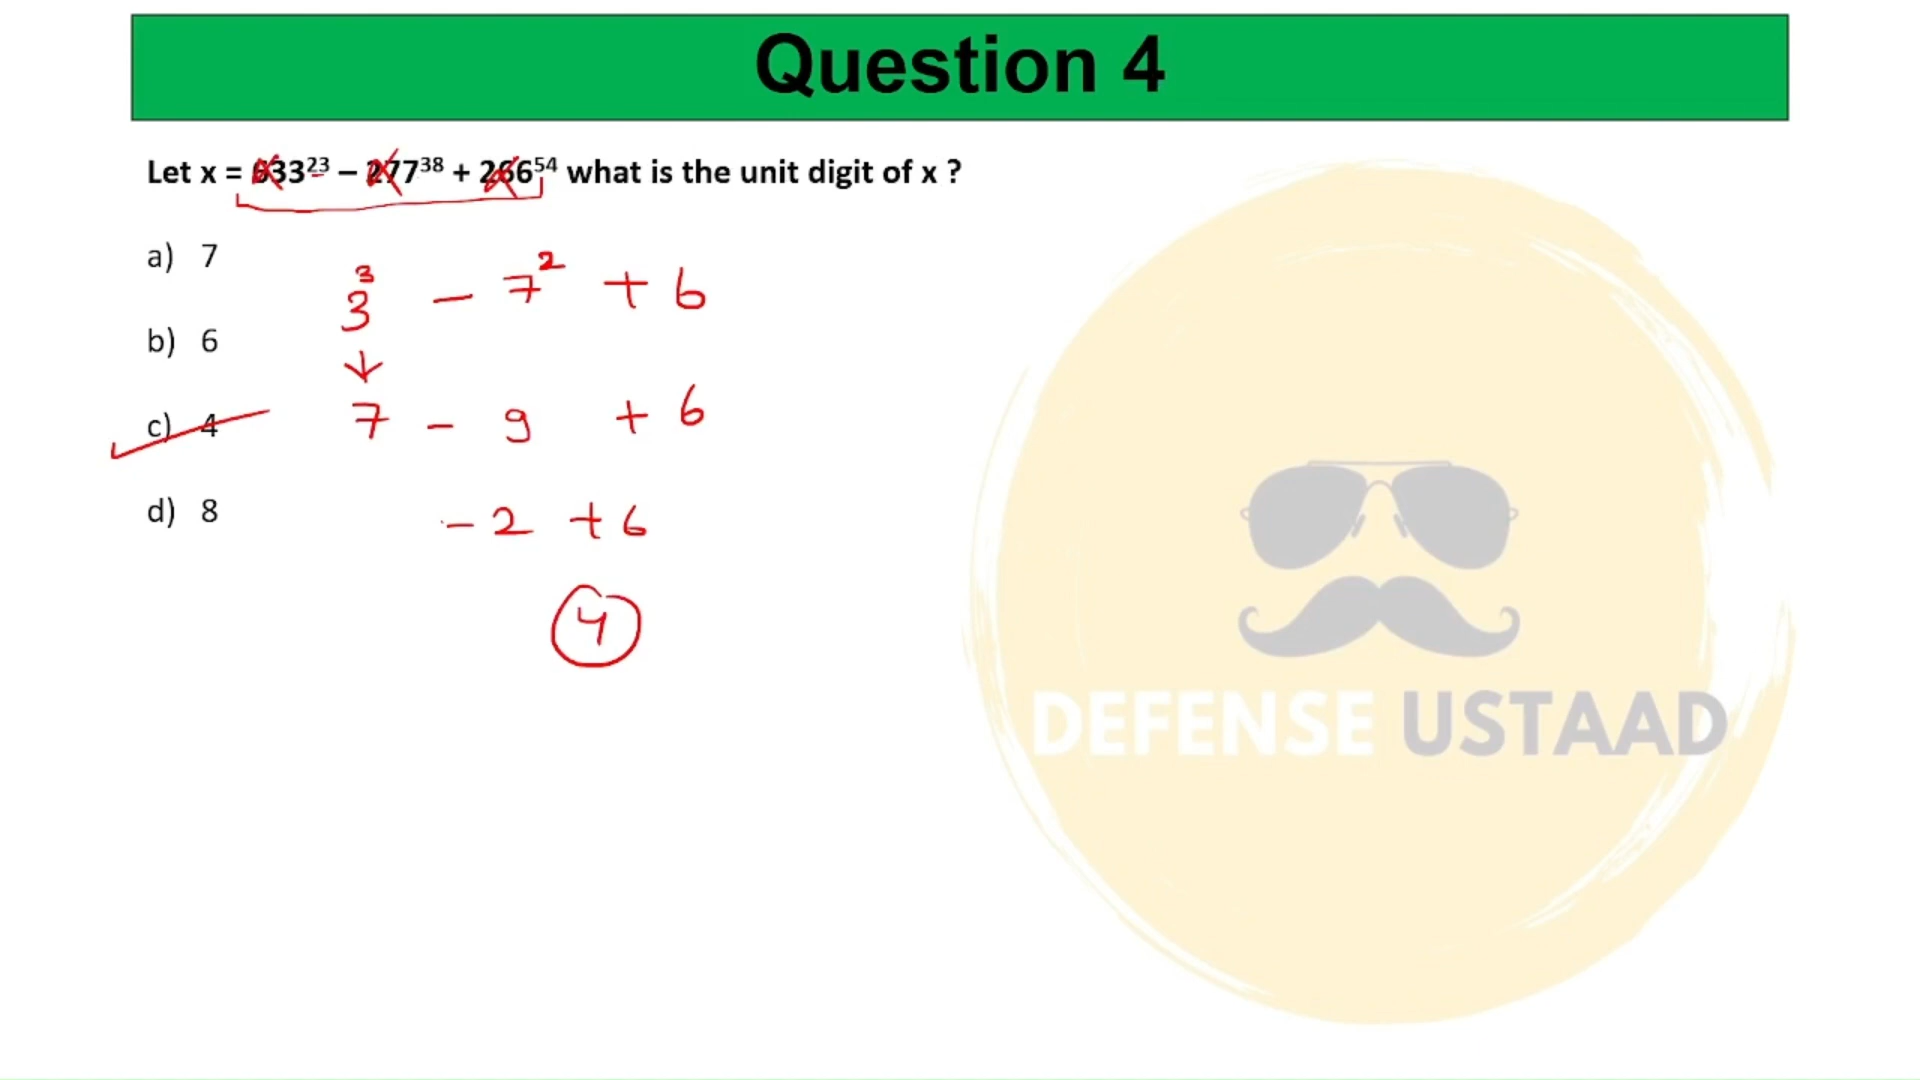 Question 4
Let x = 633²³ – 277³⁸ + 266⁵⁴ what is the unit digit of x ?
a) 7
3³ – 7² + 6
b) 6
↓
c) 4
7 – 9 + 6
d) 8
– 2 + 6
4
DEFENSE USTAAD